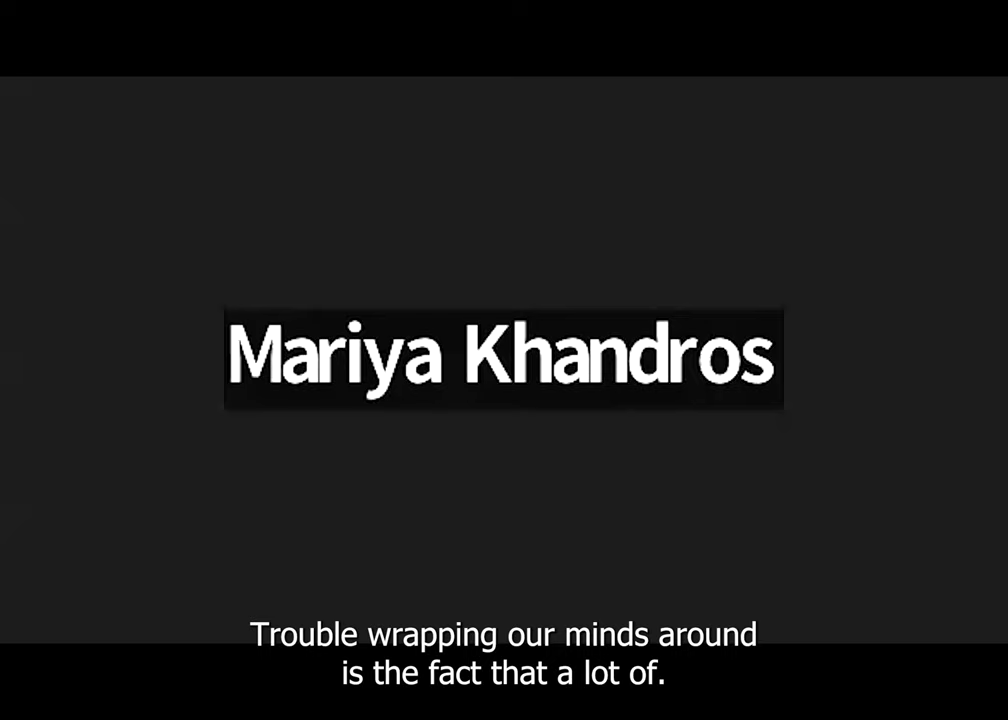 Mariya Khandros
Trouble wrapping our minds around
is the fact that a lot of.